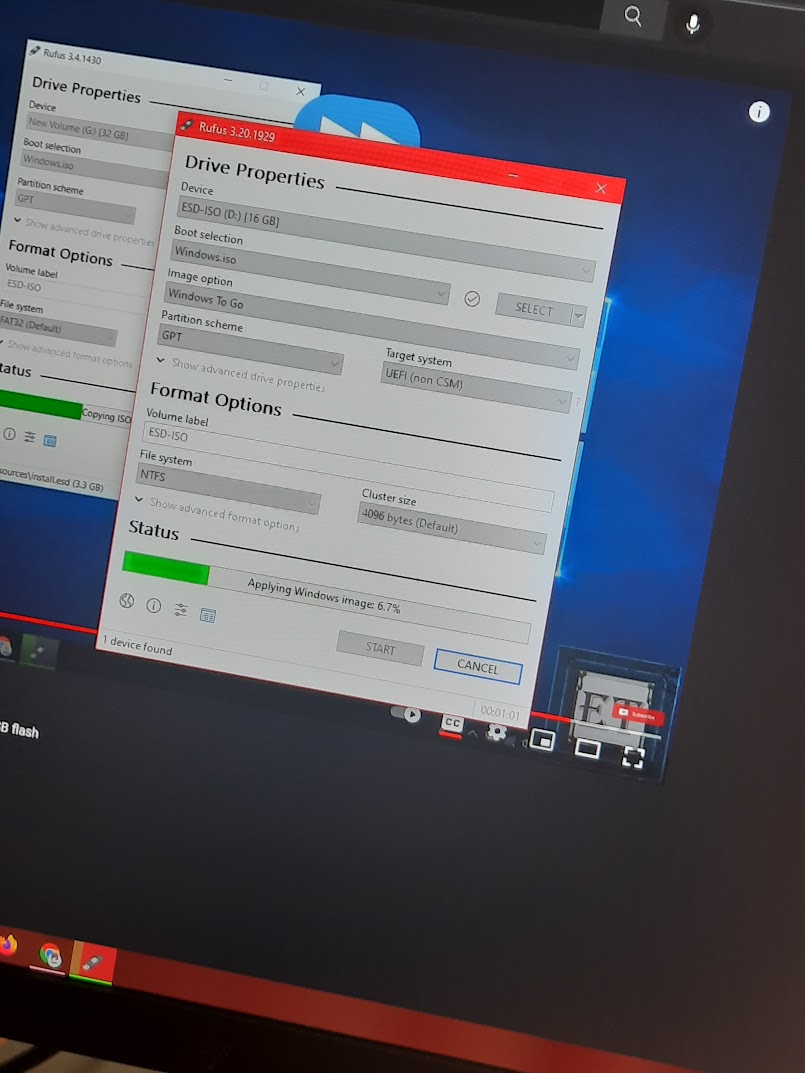 Rufus 3.4.1430
Drive Properties
Device
New Volume (G:) [32 GB]
Boot selection
Windows.iso
Partition scheme
GPT
Show advanced drive properties
Format Options
Volume label
ESD-ISO
File system
FAT32 (Default)
Show advanced format options
tatus
Copying ISO
sources\install.esd (3.3 GB)
Rufus 3.20.1929
Drive Properties
Device
ESD-ISO (D:) [16 GB]
Boot selection
Windows.iso
SELECT
Image option
Windows To Go
Partition scheme
Target system
GPT
UEFI (non CSM)
?
Show advanced drive properties
Format Options
Volume label
ESD-ISO
File system
Cluster size
NTFS
4096 bytes (Default)
Show advanced format options
Status
Applying Windows image: 6.7%
START
CANCEL
1 device found
00:01:01
CC
B flash